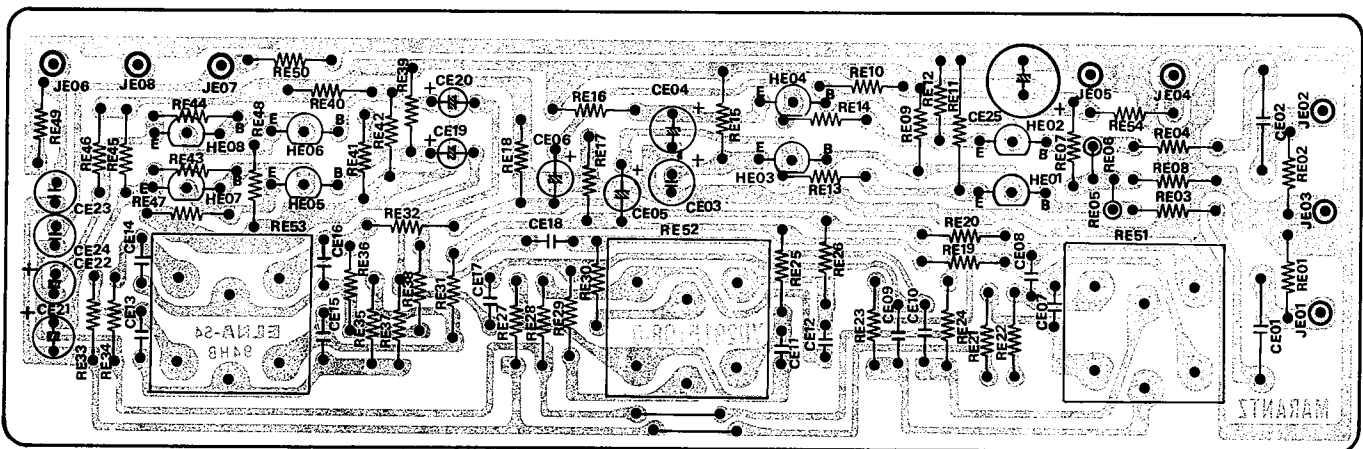 JE06
JE08
JE07
RE50
RE39
CE20
RE40
RE49
RE46
RE45
RE44
E
B
HE08
RE48
E
B
HE06
RE41
RE42
CE19
RE43
E
B
HE07
E
B
HE05
RE47
CE23
CE24
CE22
CE21
CE14
CE13
RE33
RE34
RE53
CE16
CE15
RE36
RE35
RE37
RE38
RE32
RE31
RE18
CE06
RE16
RE17
CE04
CE05
CE03
RE15
HE04
E
B
RE10
RE14
E
B
HE03
RE13
CE18
CE17
RE27
RE28
RE29
RE30
RE52
RE25
RE26
CE11
CE12
RE09
RE12
RE11
CE25
E
B
HE02
E
B
HE01
RE07
RE06
RE05
JE05
JE04
RE54
RE04
RE08
RE03
CE02
JE02
RE02
JE03
RE20
RE19
CE08
CE07
RE51
RE23
CE09
CE10
RE24
RE21
RE22
RE01
CE01
JE01
ELNA-S4
94HB
MARANTZ